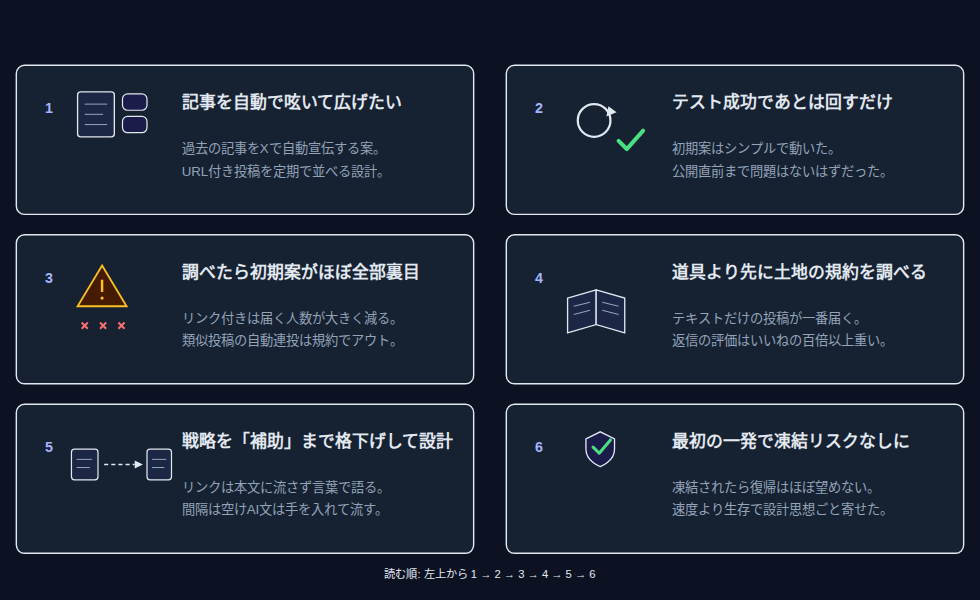 1
記事を自動で呟いて広げたい
過去の記事をXで自動宣伝する案。
URL付き投稿を定期で並べる設計。
2
テスト成功であとは回すだけ
初期案はシンプルで動いた。
公開直前まで問題はないはずだった。
3
調べたら初期案がほぼ全部裏目
リンク付きは届く人数が大きく減る。
類似投稿の自動連投は規約でアウト。
4
道具より先に土地の規約を調べる
テキストだけの投稿が一番届く。
返信の評価はいいねの百倍以上重い。
5
戦略を「補助」まで格下げして設計
リンクは本文に流さず言葉で語る。
間隔は空けAI文は手を入れて流す。
6
最初の一発で凍結リスクなしに
凍結されたら復帰はほぼ望めない。
速度より生存で設計思想ごと寄せた。
読む順: 左上から 1 → 2 → 3 → 4 → 5 → 6